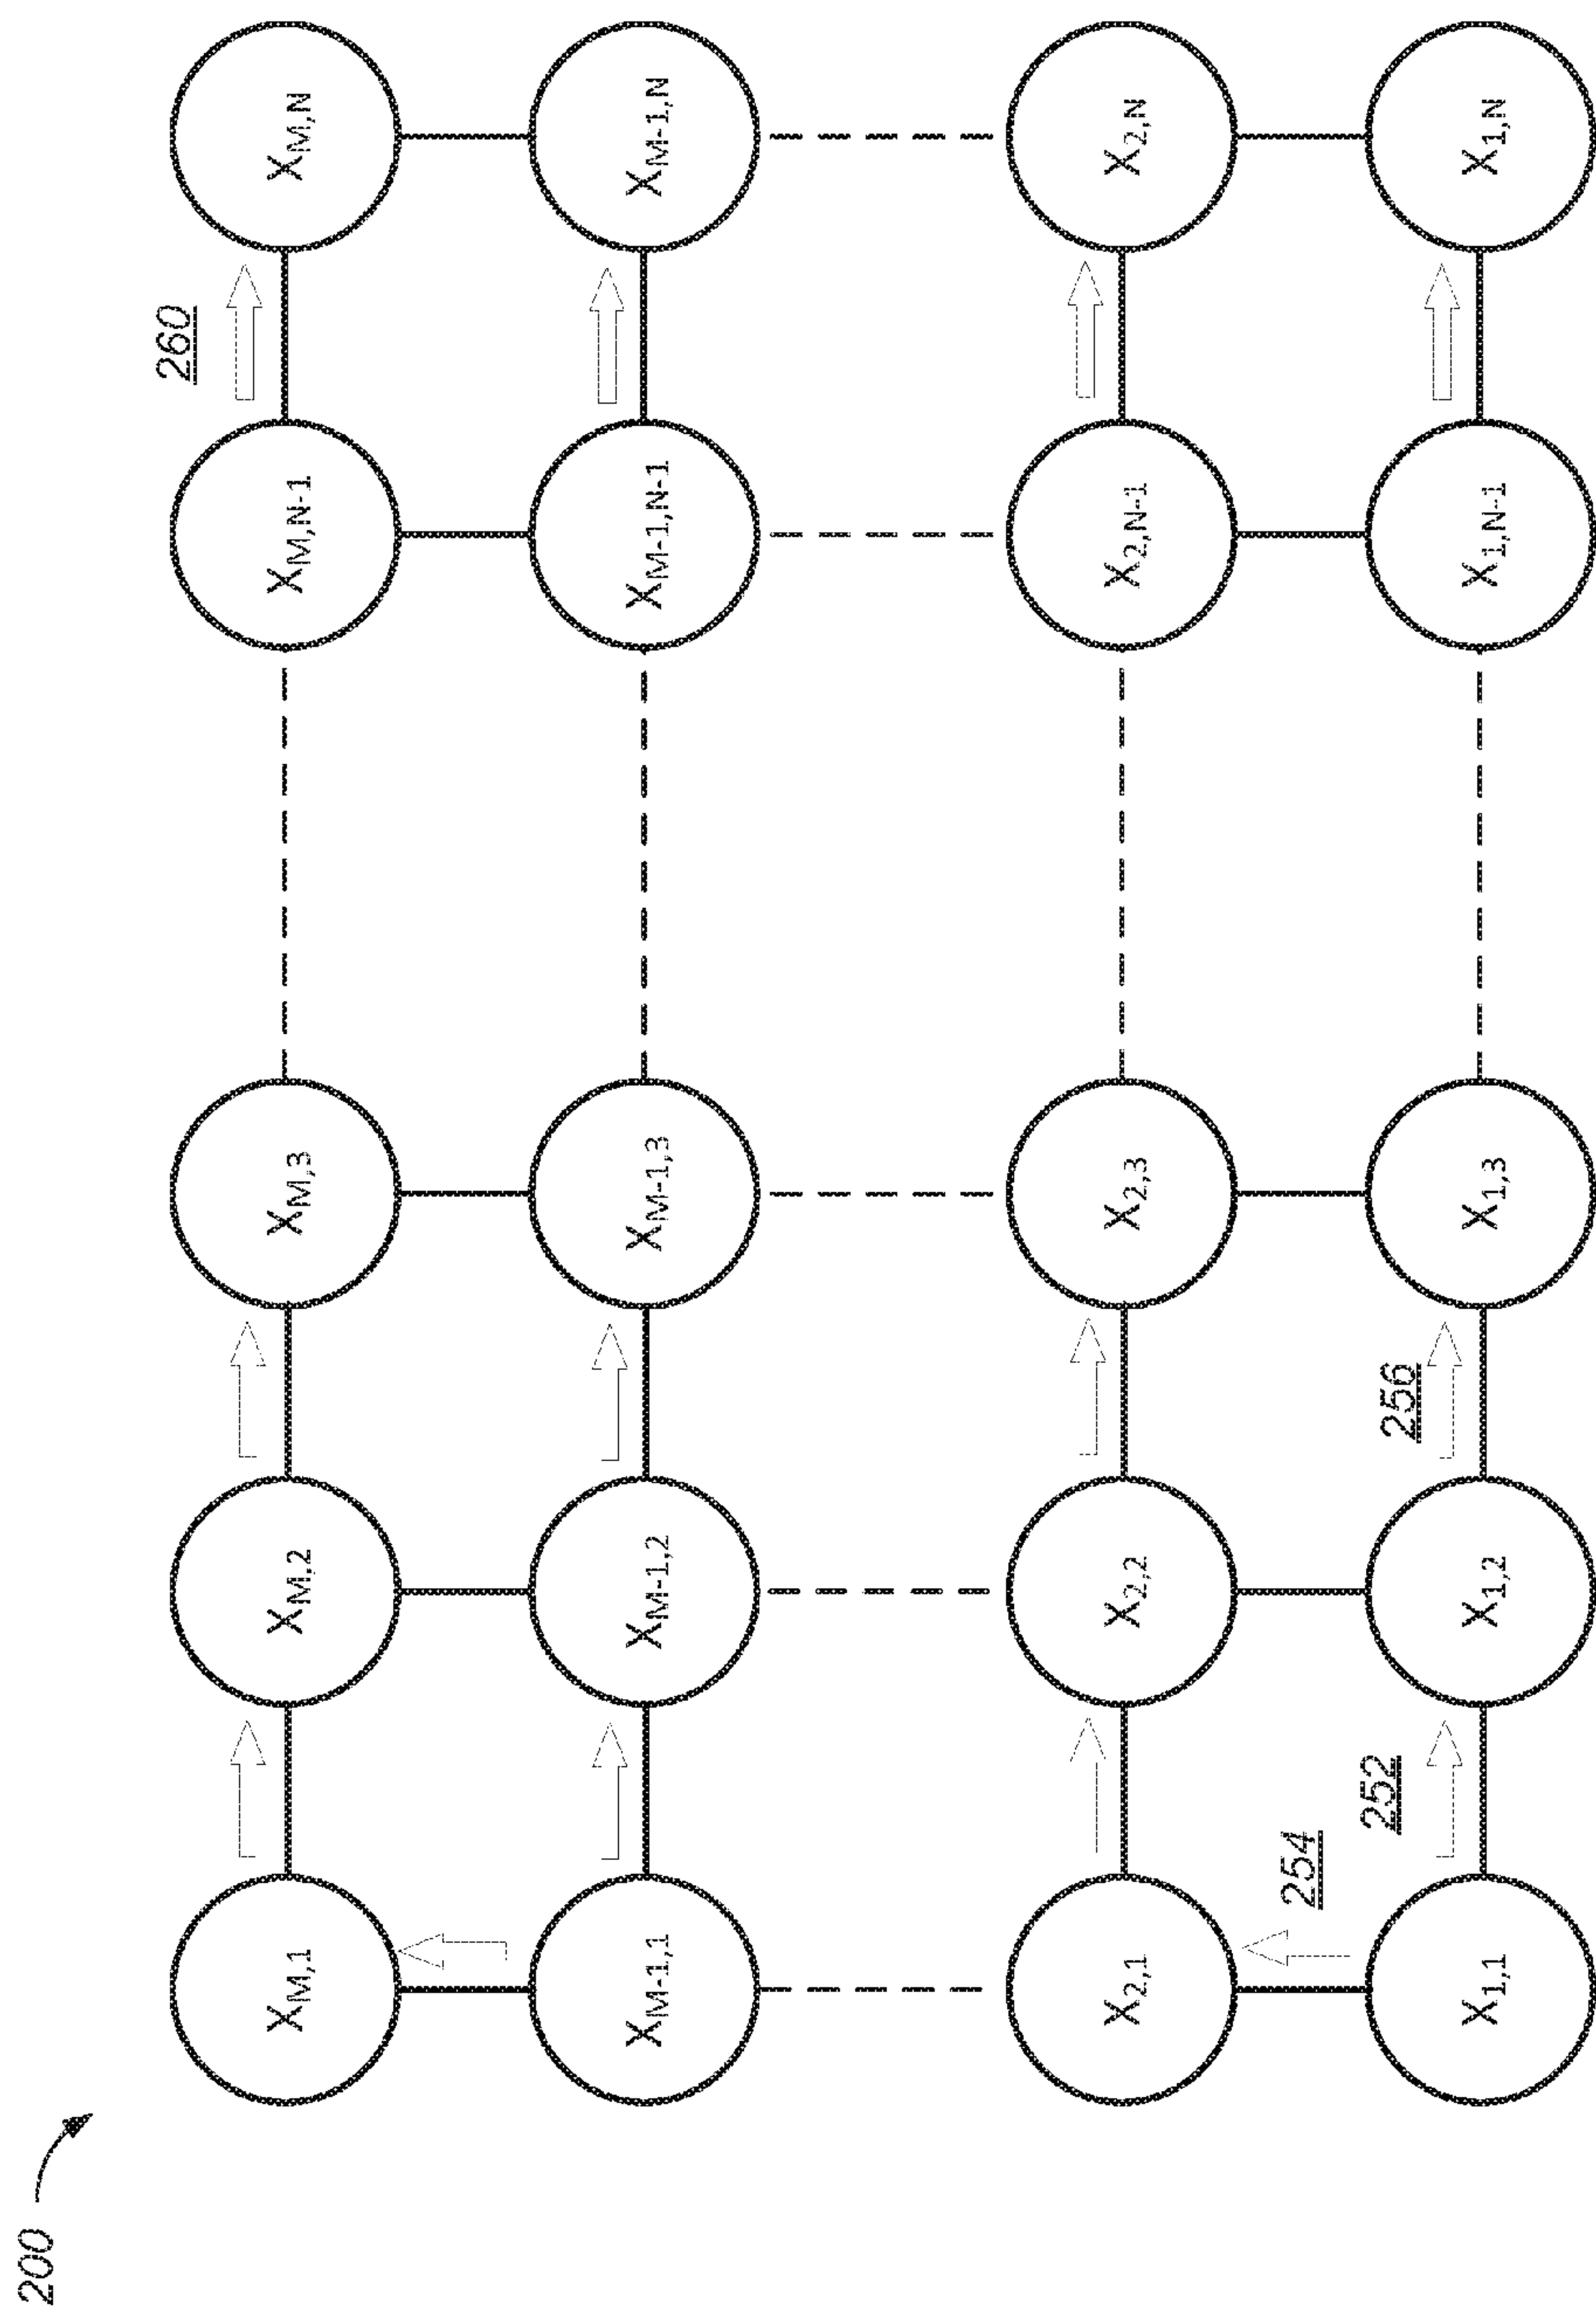 200
260
X_{M,1}
X_{M,2}
X_{M,3}
X_{M,N-1}
X_{M,N}
X_{M-1,1}
X_{M-1,2}
X_{M-1,3}
X_{M-1,N-1}
X_{M-1,N}
X_{2,1}
X_{2,2}
X_{2,3}
X_{2,N-1}
X_{2,N}
254
252
256
X_{1,1}
X_{1,2}
X_{1,3}
X_{1,N-1}
X_{1,N}